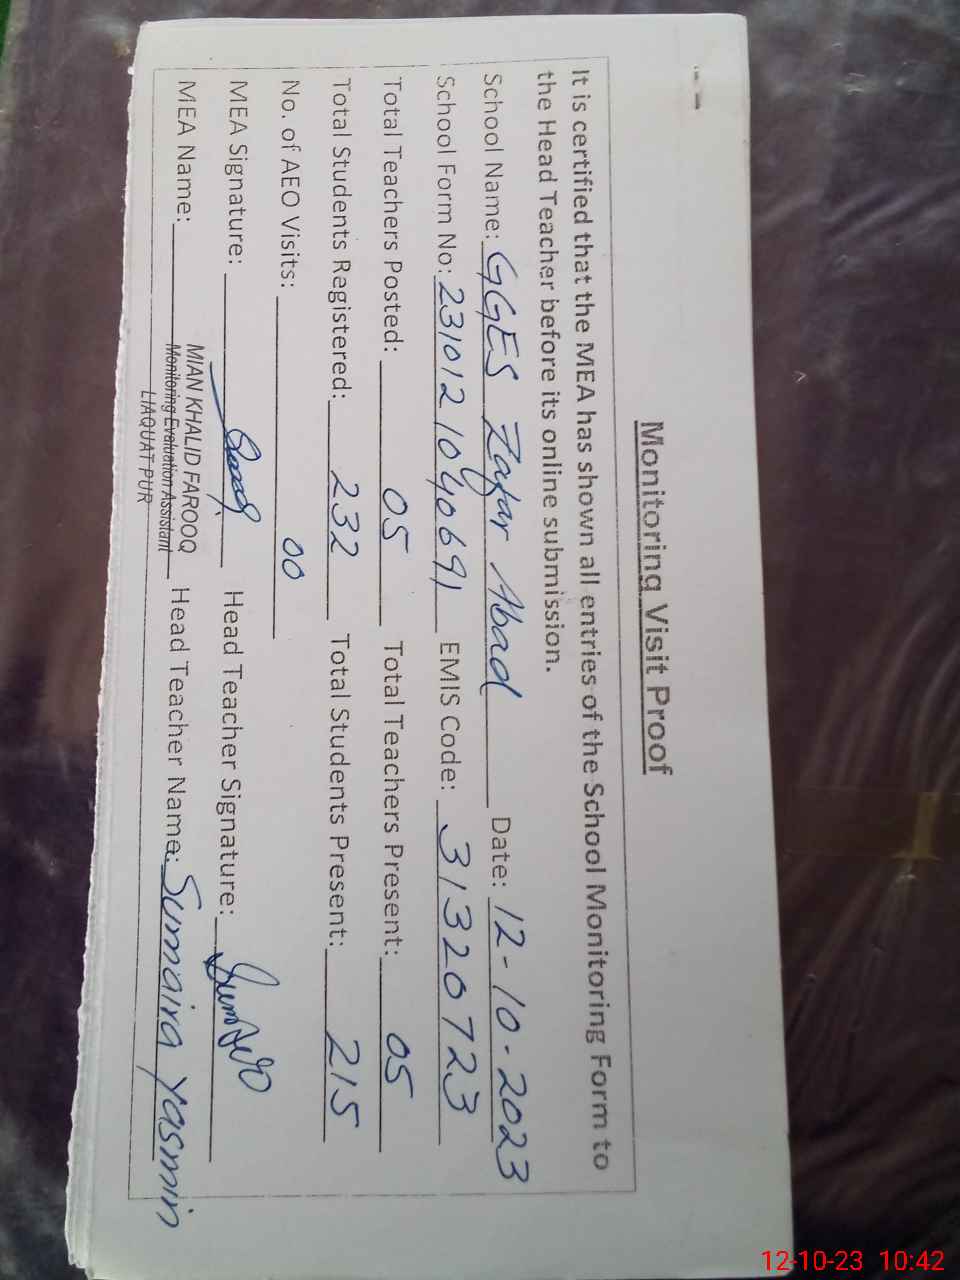 Monitoring Visit Proof
It is certified that the MEA has shown all entries of the School Monitoring Form to
the Head Teacher before its online submission.
School Name: GGES Zafar Abad Date: 12-10-2023
School Form No: 231012 1040691 EMIS Code: 31320723
Total Teachers Posted: 05 Total Teachers Present: 05
Total Students Registered: 232 Total Students Present: 215
No. of AEO Visits: 00
MEA Signature: Head Teacher Signature:
MIAN KHALID FAROOQ
MEA Name: Monitoring Evaluation Assistant Head Teacher Name: Sumaira Yasmin
LIAQUAT PUR
12-10-23 10:42